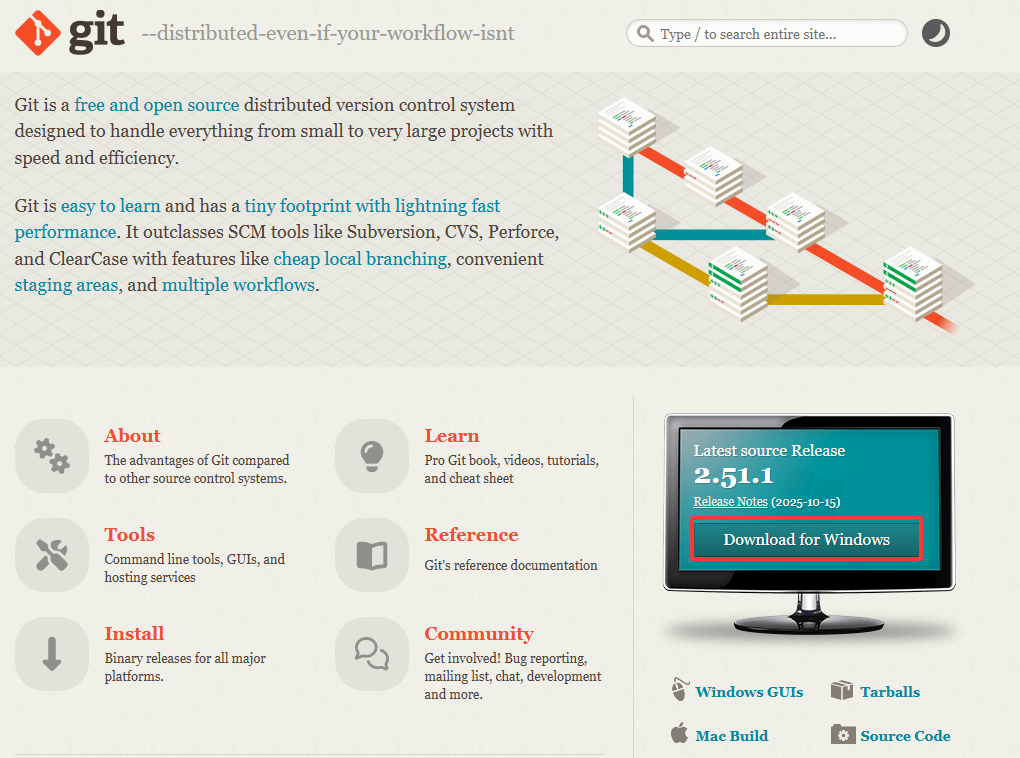 git --distributed-even-if-your-workflow-isnt
Type / to search entire site...
Git is a free and open source distributed version control system
designed to handle everything from small to very large projects with
speed and efficiency.
Git is easy to learn and has a tiny footprint with lightning fast
performance. It outclasses SCM tools like Subversion, CVS, Perforce,
and ClearCase with features like cheap local branching, convenient
staging areas, and multiple workflows.
About
The advantages of Git compared
to other source control systems.
Learn
Pro Git book, videos, tutorials,
and cheat sheet
Tools
Command line tools, GUIs, and
hosting services
Reference
Git's reference documentation
Install
Binary releases for all major
platforms.
Community
Get involved! Bug reporting,
mailing list, chat, development
and more.
Latest source Release
2.51.1
Release Notes (2025-10-15)
Download for Windows
Windows GUIs
Tarballs
Mac Build
Source Code